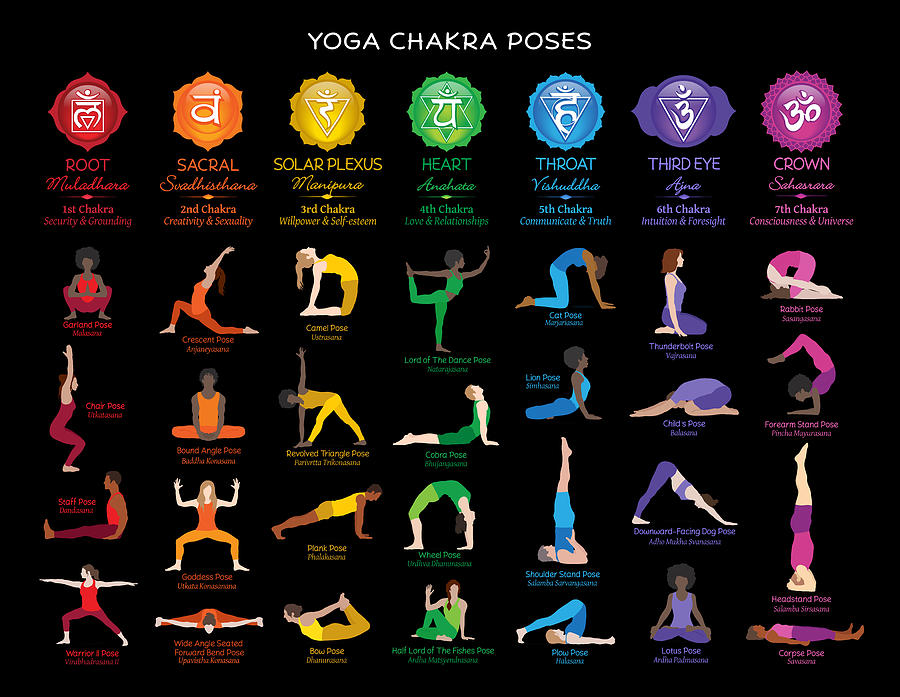 YOGA CHAKRA POSES
ROOT
Muladhara
1st Chakra
Security & Grounding
Garland Pose
Malasana
Chair Pose
Utkatasana
Staff Pose
Dandasana
Warrior II Pose
Virabhadrasana II
SACRAL
Svadhisthana
2nd Chakra
Creativity & Sexuality
Crescent Pose
Anjaneyasana
Bound Angle Pose
Baddha Konasana
Goddess Pose
Utkata Konasanana
Wide Angle Seated
Forward Bend Pose
Upavistha Konasana
SOLAR PLEXUS
Manipura
3rd Chakra
Willpower & Self-esteem
Camel Pose
Ustrasana
Revolved Triangle Pose
Parivrtta Trikonasana
Plank Pose
Phalakasana
Bow Pose
Dhanurasana
HEART
Anahata
4th Chakra
Love & Relationships
Lord of The Dance Pose
Natarajasana
Cobra Pose
Bhujangasana
Wheel Pose
Urdhva Dhanurasana
Half Lord of The Fishes Pose
Ardha Matsyendrasana
THROAT
Vishuddha
5th Chakra
Communicate & Truth
Cat Pose
Marjariasana
Lion Pose
Simhasana
Shoulder Stand Pose
Salamba Sarvangasana
Plow Pose
Halasana
THIRD EYE
Ajna
6th Chakra
Intuition & Foresight
Thunderbolt Pose
Vajrasana
Child's Pose
Balasana
Downward-Facing Dog Pose
Adho Mukha Svanasana
Lotus Pose
Ardha Padmasana
CROWN
Sahasrara
7th Chakra
Consciousness & Universe
Rabbit Pose
Sasangasana
Forearm Stand Pose
Pincha Mayurasana
Headstand Pose
Salamba Sirsasana
Corpse Pose
Savasana
लं
वं
रं
यं
हं
ॐ